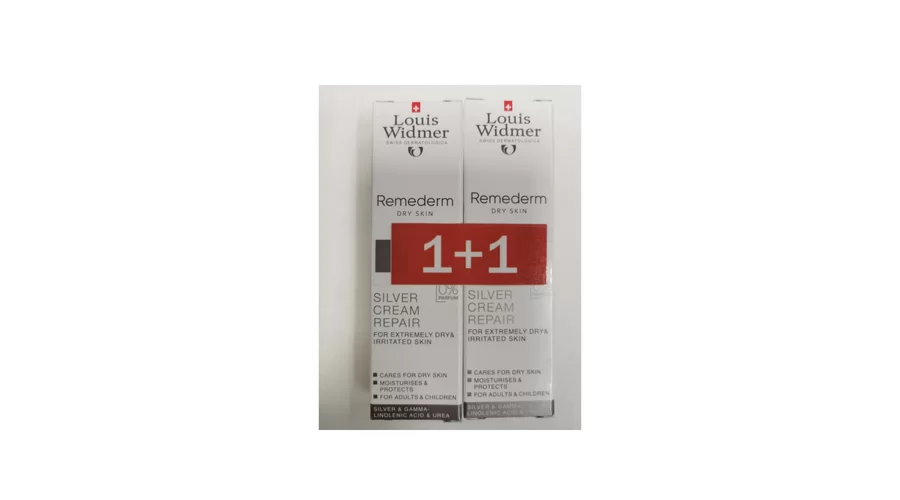 Louis
Widmer
SWISS DERMATOLOGICA
Remederm
DRY SKIN
0%
PARFUM
SILVER
CREAM
REPAIR
FOR EXTREMELY DRY&
IRRITATED SKIN
CARES FOR DRY SKIN
MOISTURISES &
PROTECTS
FOR ADULTS & CHILDREN
SILVER & GAMMA-
LINOLENIC ACID & UREA
Louis
Widmer
SWISS DERMATOLOGICA
Remederm
DRY SKIN
1+1
SILVER
CREAM
REPAIR
FOR EXTREMELY DRY&
IRRITATED SKIN
CARES FOR DRY SKIN
MOISTURISES &
PROTECTS
FOR ADULTS & CHILDREN
SILVER & GAMMA-
LINOLENIC ACID & UREA